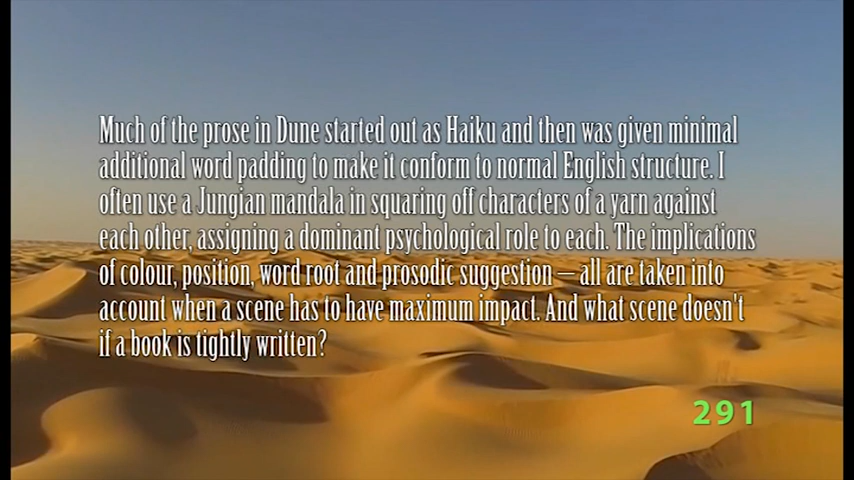 Much of the prose in Dune started out as Haiku and then was given minimal
additional word padding to make it conform to normal English structure. I
often use a Jungian mandala in squaring off characters of a yarn against
each other, assigning a dominant psychological role to each. The implications
of colour, position, word root and prosodic suggestion – all are taken into
account when a scene has to have maximum impact. And what scene doesn't
if a book is tightly written?
291